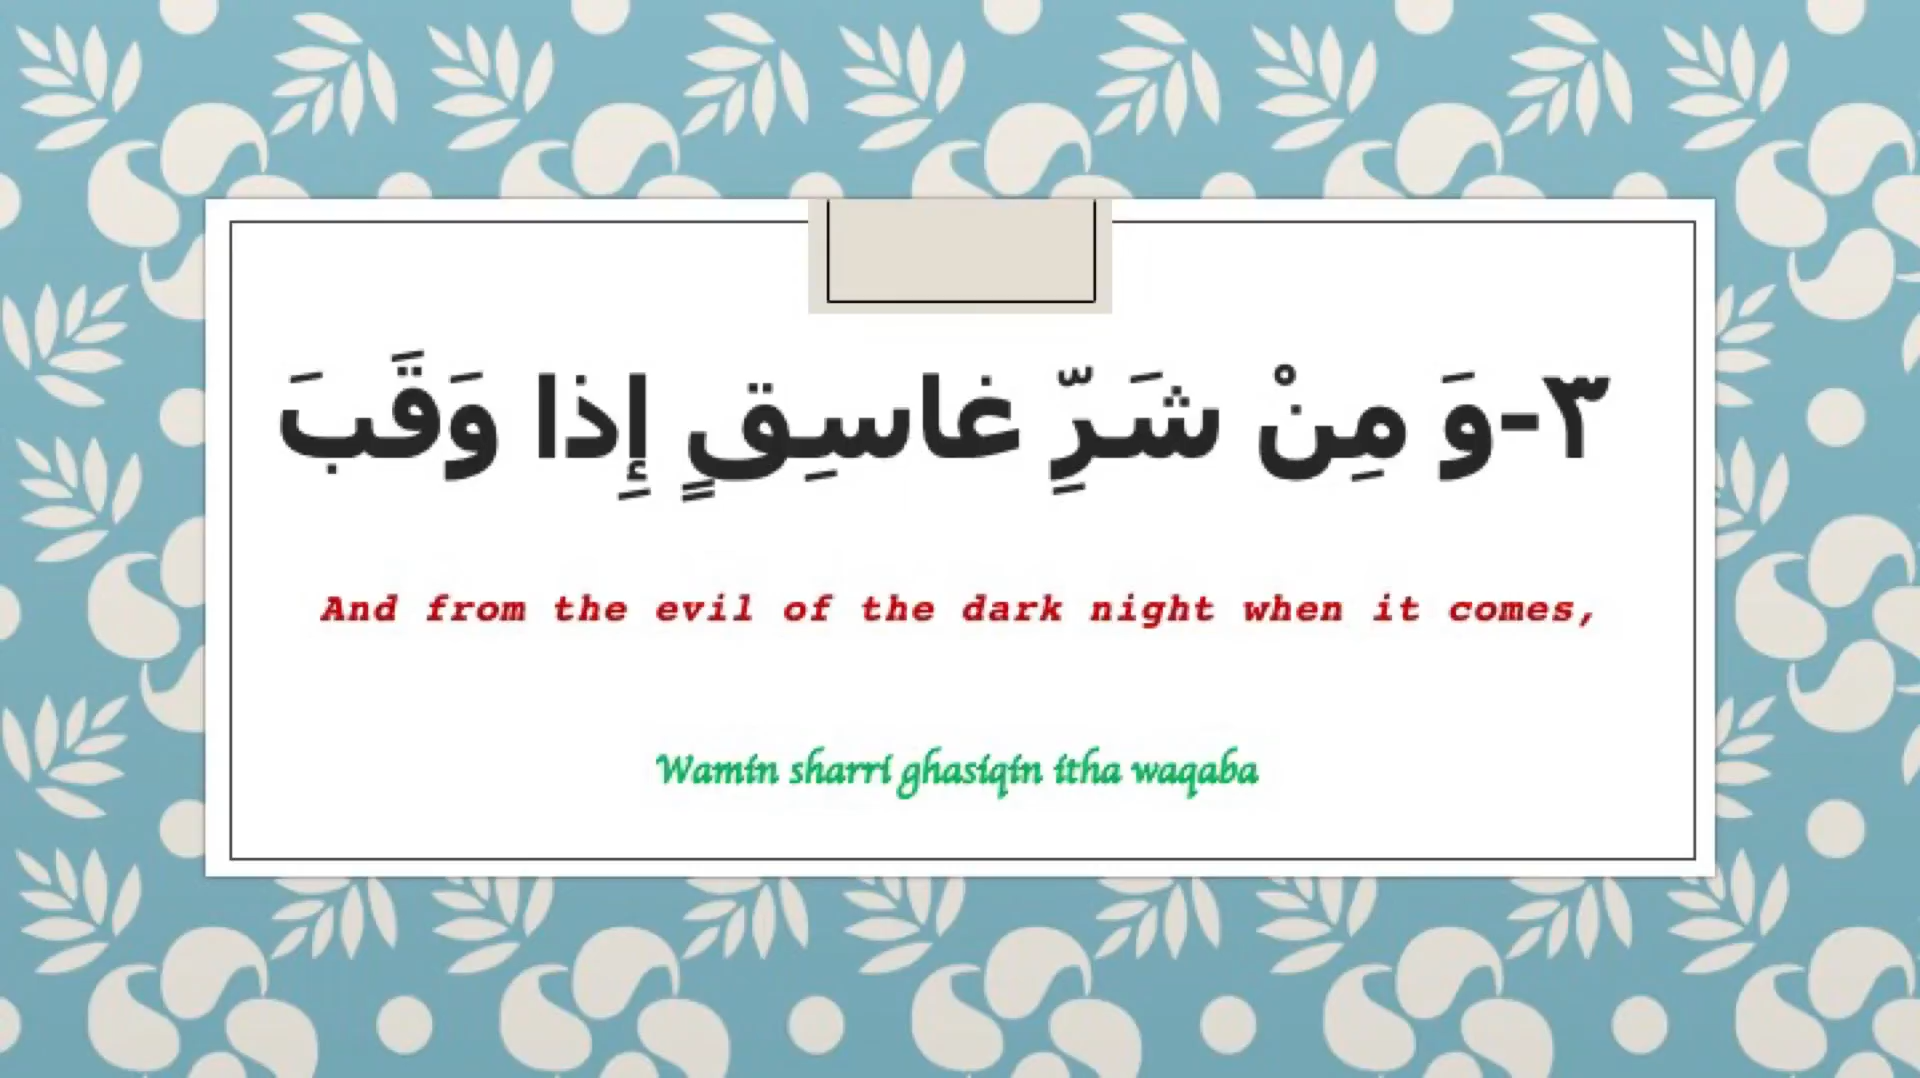 ٣-وَ مِنْ شَرِّ غاسِقٍ إِذا وَقَبَ
And from the evil of the dark night when it comes,
Wamin sharri ghasiqin itha waqaba